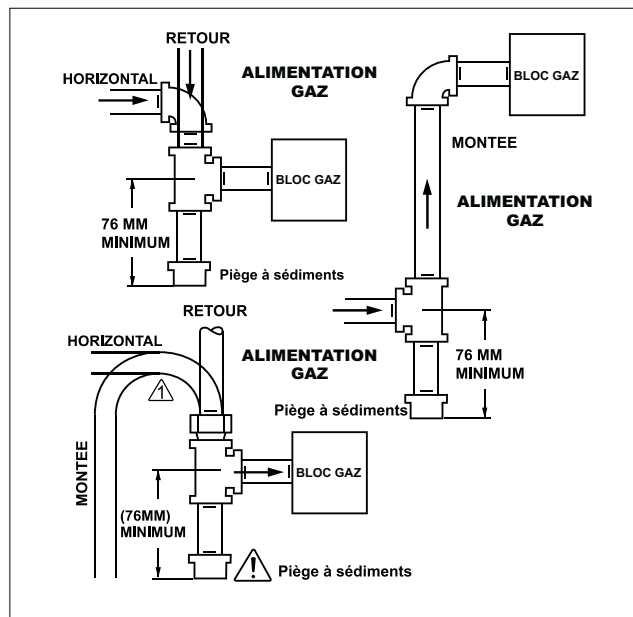 RETOUR
HORIZONTAL
ALIMENTATION
GAZ
BLOC GAZ
76 MM
MINIMUM
Piège à sédiments
BLOC GAZ
MONTEE
ALIMENTATION
GAZ
76 MM
MINIMUM
Piège à sédiments
RETOUR
HORIZONTAL
ALIMENTATION
GAZ
1
MONTEE
BLOC GAZ
(76MM)
MINIMUM
! Piège à sédiments